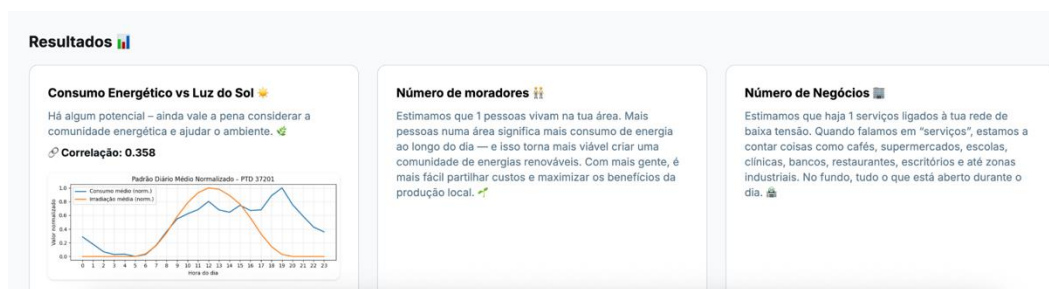 Resultados 📊
Consumo Energético vs Luz do Sol ☀️
Há algum potencial – ainda vale a pena considerar a
comunidade energética e ajudar o ambiente. 🌿
🔗 Correlação: 0.358
Padrão Diário Médio Normalizado – PTD 37201
Consumo médio (norm.)
Irradiação média (norm.)
Valor normalizado
1.0
0.8
0.6
0.4
0.2
0.0
0 1 2 3 4 5 6 7 8 9 10 11 12 13 14 15 16 17 18 19 20 21 22 23
Hora do dia
Número de moradores 👫
Estimamos que 1 pessoas vivam na tua área. Mais
pessoas numa área significa mais consumo de energia
ao longo do dia — e isso torna mais viável criar uma
comunidade de energias renováveis. Com mais gente, é
mais fácil partilhar custos e maximizar os benefícios da
produção local. 🌱
Número de Negócios 🏢
Estimamos que haja 1 serviços ligados à tua rede de
baixa tensão. Quando falamos em “serviços”, estamos a
contar coisas como cafés, supermercados, escolas,
clínicas, bancos, restaurantes, escritórios e até zonas
industriais. No fundo, tudo o que está aberto durante o
dia. 🏤